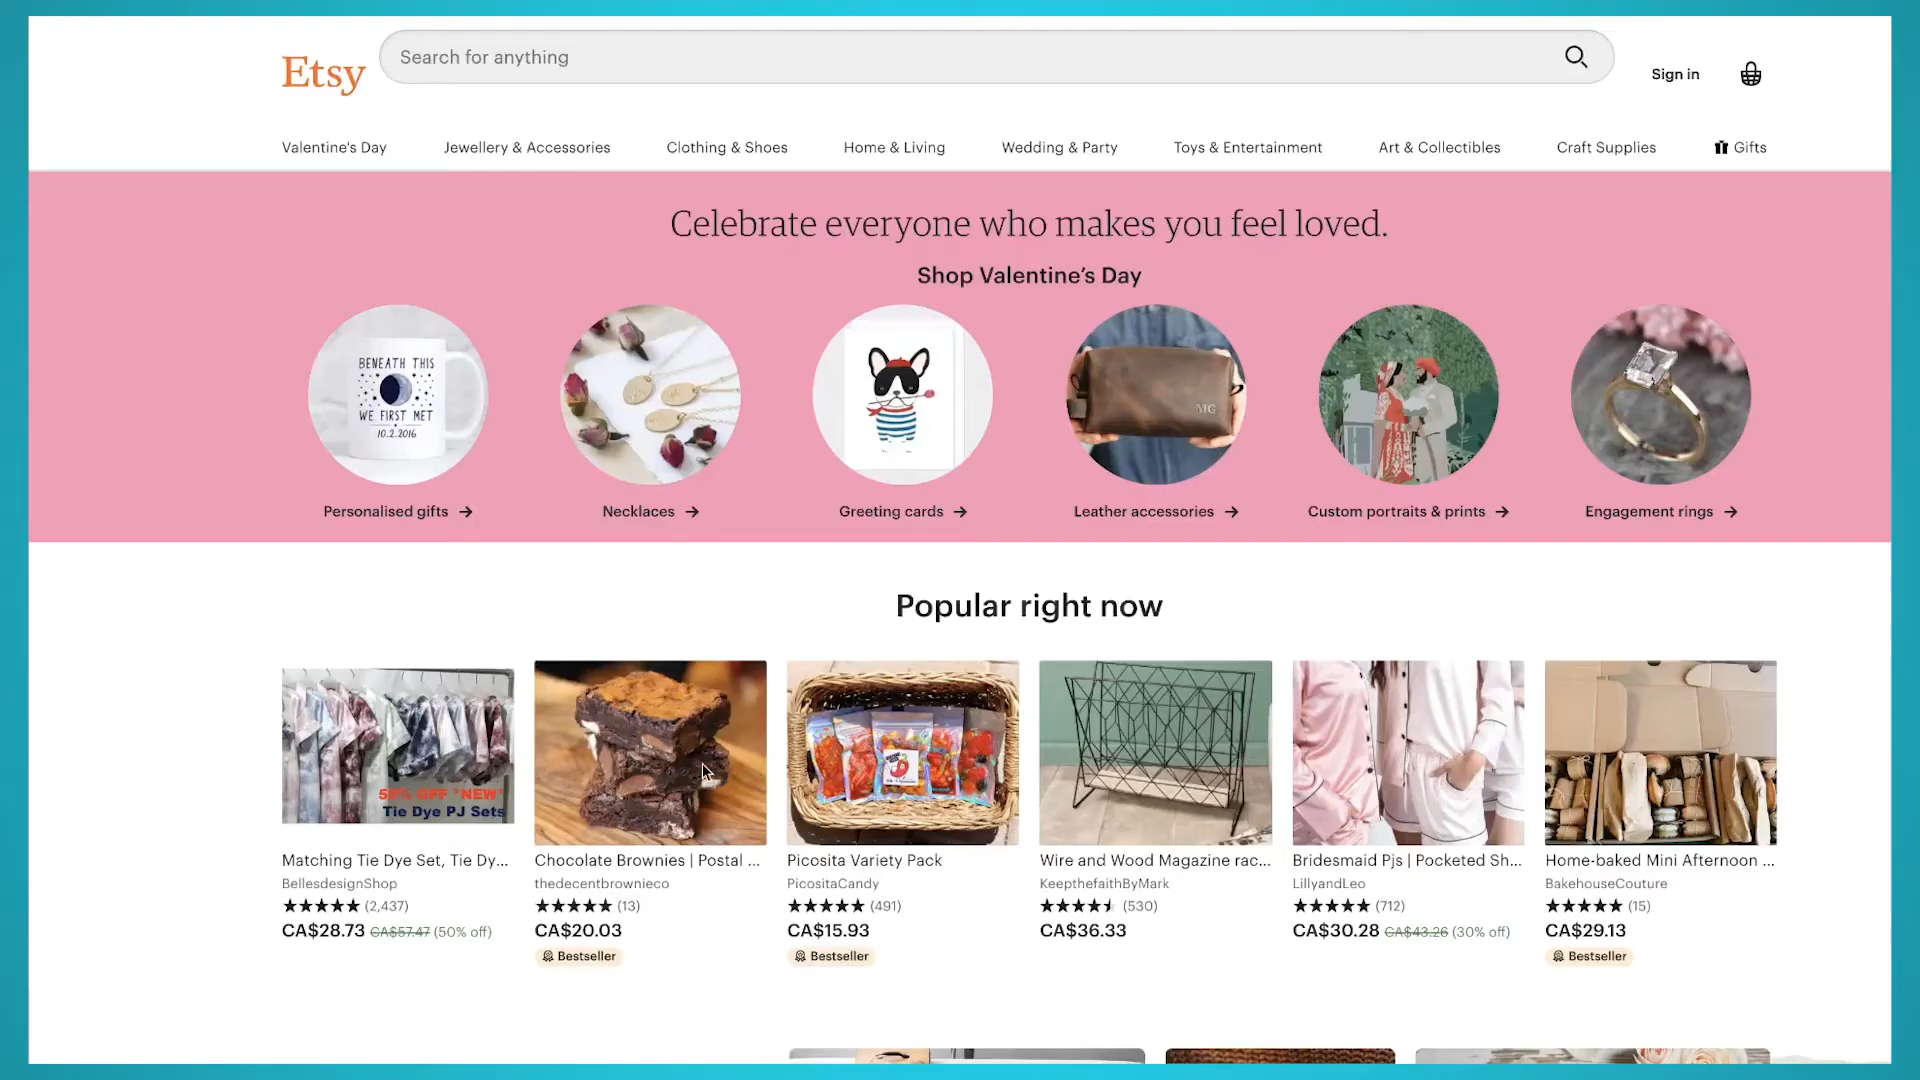 Etsy
Search for anything
Sign in
Valentine's Day
Jewellery & Accessories
Clothing & Shoes
Home & Living
Wedding & Party
Toys & Entertainment
Art & Collectibles
Craft Supplies
Gifts
Celebrate everyone who makes you feel loved.
Shop Valentine's Day
BENEATH THIS
WE FIRST MET
10.2.2016
MG
Personalised gifts →
Necklaces →
Greeting cards →
Leather accessories →
Custom portraits & prints →
Engagement rings →
Popular right now
50% OFF *NEW*
Tie Dye PJ Sets
Matching Tie Dye Set, Tie Dy...
BellesdesignShop
(2,437)
CA$28.73 CA$57.47 (50% off)
Chocolate Brownies | Postal ...
thedecentbrownieco
(13)
CA$20.03
Bestseller
Picosita Variety Pack
PicositaCandy
(491)
CA$15.93
Bestseller
Wire and Wood Magazine rac...
KeepthefaithByMark
(530)
CA$36.33
Bridesmaid Pjs | Pocketed Sh...
LillyandLeo
(712)
CA$30.28 CA$43.26 (30% off)
Home-baked Mini Afternoon ...
BakehouseCouture
(15)
CA$29.13
Bestseller